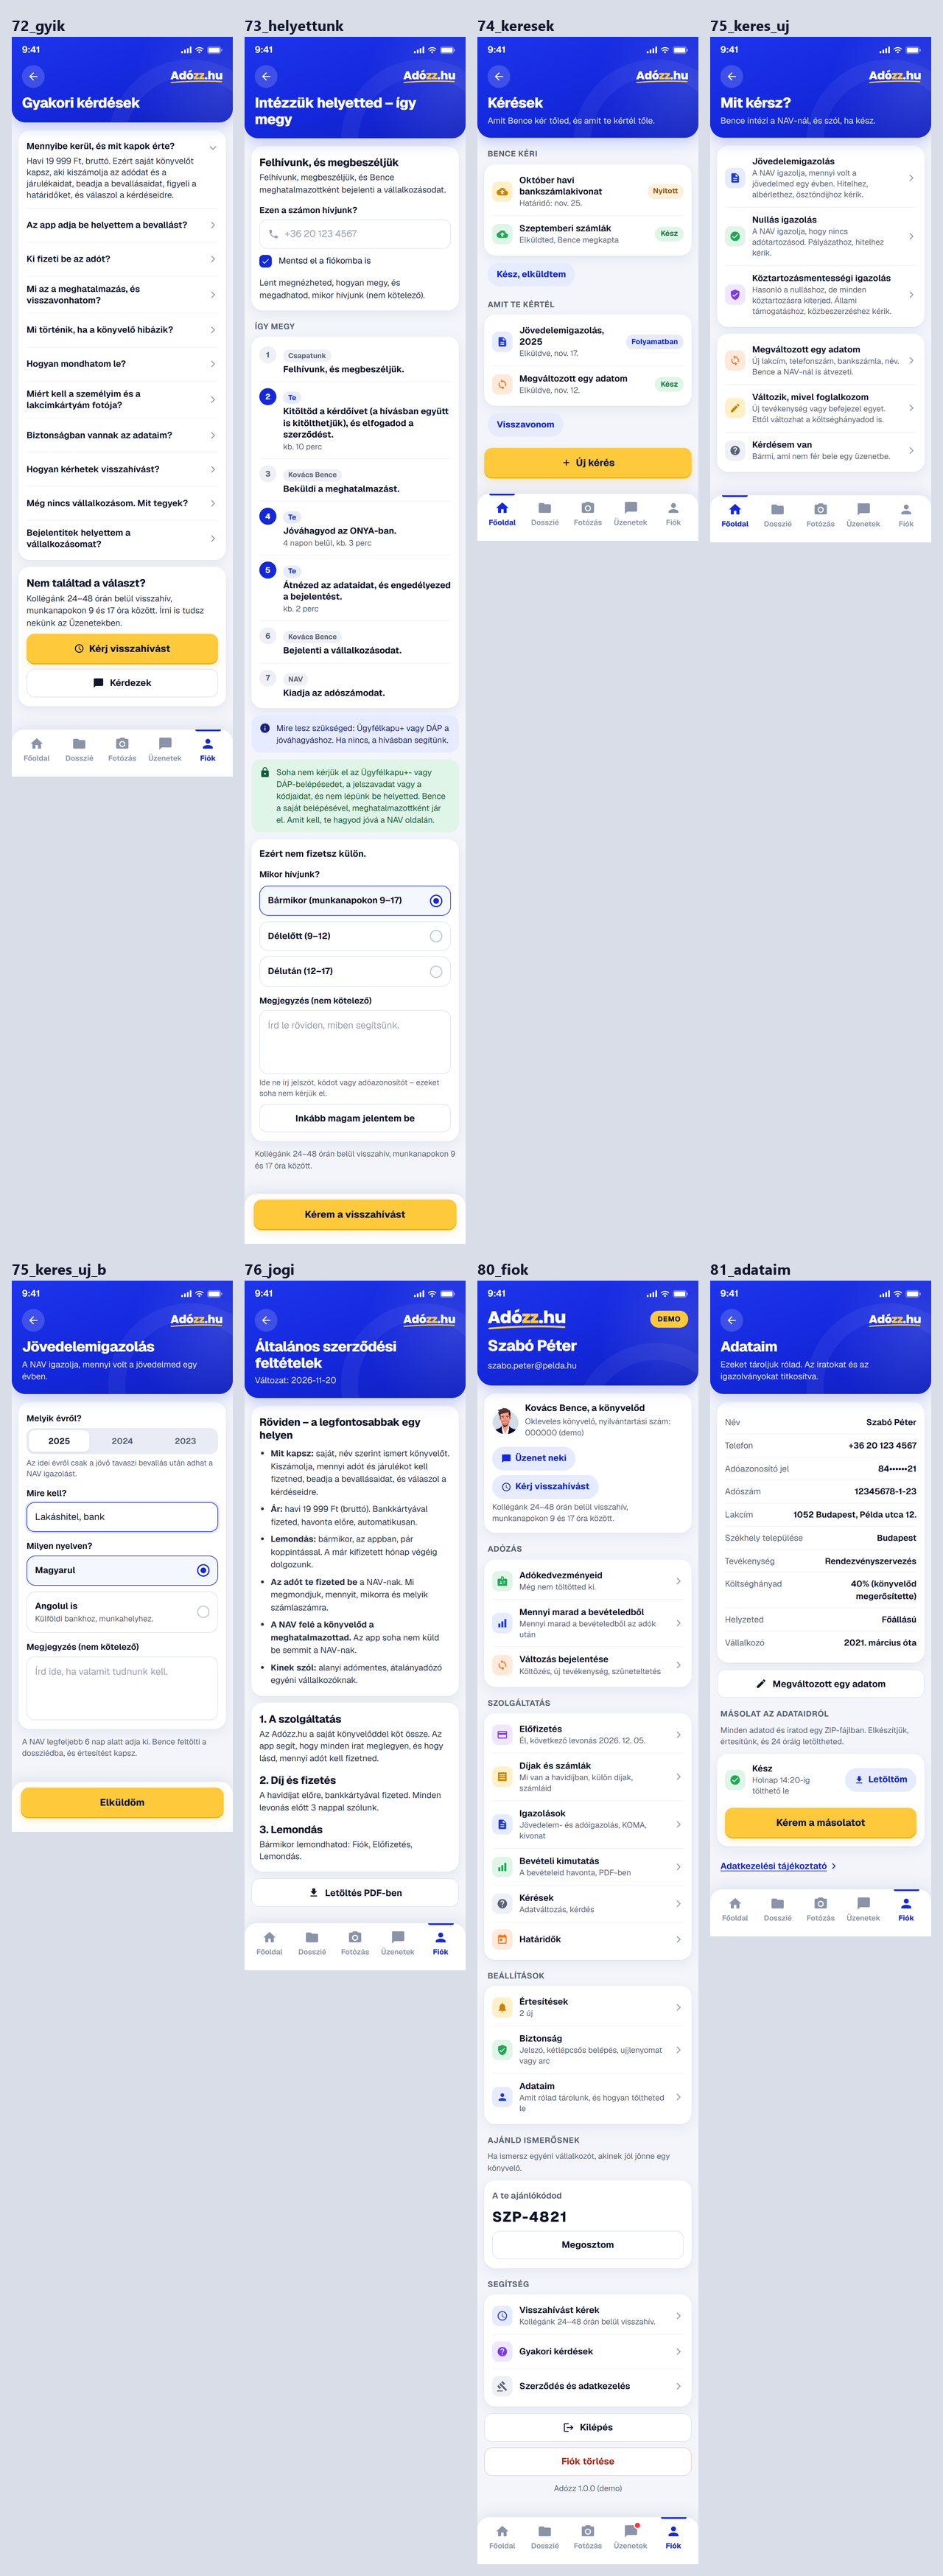 72_gyik
9:41
Adózz.hu
Gyakori kérdések
Mennyibe kerül, és mit kapok érte?
Havi 19 999 Ft, bruttó. Ezért saját könyvelőt
kapsz, aki kiszámolja az adódat és a
járulékaidat, beadja a bevallásaidat, figyeli a
határidőket, és válaszol a kérdéseidre.
Az app adja be helyettem a bevallást?
Ki fizeti be az adót?
Mi az a meghatalmazás, és
visszavonhatom?
Mi történik, ha a könyvelő hibázik?
Hogyan mondhatom le?
Miért kell a személyim és a
lakcímkártyám fotója?
Biztonságban vannak az adataim?
Hogyan kérhetek visszahívást?
Még nincs vállalkozásom. Mit tegyek?
Bejelentitek helyettem a
vállalkozásomat?
Nem találtad a választ?
Kollégánk 24–48 órán belül visszahív,
munkanapokon 9 és 17 óra között. Írni is tudsz
nekünk az Üzenetekben.
Kérj visszahívást
Kérdezek
Főoldal
Dosszié
Fotózás
Üzenetek
Fiók
73_helyettunk
9:41
Adózz.hu
Intézzük helyetted – így
megy
Felhívunk, és megbeszéljük
Felhívunk, megbeszéljük, és Bence
meghatalmazottként bejelenti a vállalkozásodat.
Ezen a számon hívjunk?
+36 20 123 4567
Mentsd el a fiókomba is
Lent megnézheted, hogyan megy, és
megadhatod, mikor hívjunk (nem kötelező).
ÍGY MEGY
1
Csapatunk
Felhívunk, és megbeszéljük.
2
Te
Kitöltöd a kérdőívet (a hívásban együtt
is kitölthetjük), és elfogadod a
szerződést.
kb. 10 perc
3
Kovács Bence
Beküldi a meghatalmazást.
4
Te
Jóváhagyod az ONYA-ban.
4 napon belül, kb. 3 perc
5
Te
Átnézed az adataidat, és engedélyezed
a bejelentést.
kb. 2 perc
6
Kovács Bence
Bejelenti a vállalkozásodat.
7
NAV
Kiadja az adószámodat.
Mire lesz szükséged: Ügyfélkapu+ vagy DÁP a
jóváhagyáshoz. Ha nincs, a hívásban segítünk.
Soha nem kérjük el az Ügyfélkapu+- vagy
DÁP-belépésedet, a jelszavadat vagy a
kódjaidat, és nem lépünk be helyetted. Bence
a saját belépésével, meghatalmazottként jár
el. Amit kell, te hagyod jóvá a NAV oldalán.
Ezért nem fizetsz külön.
Mikor hívjunk?
Bármikor (munkanapokon 9–17)
Délelőtt (9–12)
Délután (12–17)
Megjegyzés (nem kötelező)
Írd le röviden, miben segítsünk.
Ide ne írj jelszót, kódot vagy adóazonosítót – ezeket
soha nem kérjük el.
Inkább magam jelentem be
Kollégánk 24–48 órán belül visszahív, munkanapokon 9
és 17 óra között.
Kérem a visszahívást
74_keresek
9:41
Adózz.hu
Kérések
Amit Bence kér tőled, és amit te kértél tőle.
BENCE KÉRI
Október havi
bankszámlakivonat
Határidő: nov. 25.
Nyitott
Szeptemberi számlák
Elküldted, Bence megkapta
Kész
Kész, elküldtem
AMIT TE KÉRTÉL
Jövedelemigazolás,
2025
Elküldve, nov. 17.
Folyamatban
Megváltozott egy adatom
Elküldve, nov. 12.
Kész
Visszavonom
+ Új kérés
Főoldal
Dosszié
Fotózás
Üzenetek
Fiók
75_keres_uj
9:41
Adózz.hu
Mit kérsz?
Bence intézi a NAV-nál, és szól, ha kész.
Jövedelemigazolás
A NAV igazolja, mennyi volt a
jövedelmed egy évben. Hitelhez,
albérlethez, ösztöndíjhoz kérik.
Nullás igazolás
A NAV igazolja, hogy nincs
adótartozásod. Pályázathoz, hitelhez
kérik.
Köztartozásmentességi igazolás
Hasonló a nulláshoz, de minden
köztartozásra kiterjed. Állami
támogatáshoz, közbeszerzéshez kérik.
Megváltozott egy adatom
Új lakcím, telefonszám, bankszámla, név.
Bence a NAV-nál is átvezeti.
Változik, mivel foglalkozom
Új tevékenység vagy befejezel egyet.
Ettől változhat a költséghányadod is.
Kérdésem van
Bármi, ami nem fér bele egy üzenetbe.
Főoldal
Dosszié
Fotózás
Üzenetek
Fiók
75_keres_uj_b
9:41
Adózz.hu
Jövedelemigazolás
A NAV igazolja, mennyi volt a jövedelmed egy
évben.
Melyik évről?
2025
2024
2023
Az idei évről csak a jövő tavaszi bevallás után adhat a
NAV igazolást.
Mire kell?
Lakáshitel, bank
Milyen nyelven?
Magyarul
Angolul is
Külföldi bankhoz, munkahelyhez.
Megjegyzés (nem kötelező)
Írd ide, ha valamit tudnunk kell.
A NAV legfeljebb 6 nap alatt adja ki. Bence feltölti a
dossziédba, és értesítést kapsz.
Elküldöm
76_jogi
9:41
Adózz.hu
Általános szerződési
feltételek
Változat: 2026-11-20
Röviden – a legfontosabbak egy
helyen
• Mit kapsz: saját, név szerint ismert könyvelőt.
Kiszámolja, mennyi adót és járulékot kell
fizetned, beadja a bevallásaidat, és válaszol a
kérdéseidre.
• Ár: havi 19 999 Ft (bruttó). Bankkártyával
fizeted, havonta előre, automatikusan.
• Lemondás: bármikor, az appban, pár
koppintással. A már kifizetett hónap végéig
dolgozunk.
• Az adót te fizeted be a NAV-nak. Mi
megmondjuk, mennyit, mikorra és melyik
számlaszámra.
• A NAV felé a könyvelőd a
meghatalmazottad. Az app soha nem küld
be semmit a NAV-nak.
• Kinek szól: alanyi adómentes, átalányadózó
egyéni vállalkozóknak.
1. A szolgáltatás
Az Adózz.hu a saját könyvelőddel köt össze. Az
app segít, hogy minden irat meglegyen, és hogy
lásd, mennyi adót kell fizetned.
2. Díj és fizetés
A havidíjat előre, bankkártyával fizeted. Minden
levonás előtt 3 nappal szólunk.
3. Lemondás
Bármikor lemondhatod: Fiók, Előfizetés,
Lemondás.
Letöltés PDF-ben
Főoldal
Dosszié
Fotózás
Üzenetek
Fiók
80_fiok
9:41
Adózz.hu
DEMO
Szabó Péter
szabo.peter@pelda.hu
Kovács Bence, a könyvelőd
Okleveles könyvelő, nyilvántartási szám:
000000 (demo)
Üzenet neki
Kérj visszahívást
Kollégánk 24–48 órán belül visszahív,
munkanapokon 9 és 17 óra között.
ADÓZÁS
Adókedvezményeid
Még nem töltötted ki.
Mennyi marad a bevételedből
Mennyi marad a bevételedből az adók
után
Változás bejelentése
Költözés, új tevékenység, szüneteltetés
SZOLGÁLTATÁS
Előfizetés
Él, következő levonás 2026. 12. 05.
Díjak és számlák
Mi van a havidíjban, külön díjak,
számláid
Igazolások
Jövedelem- és adóigazolás, KOMA,
kivonat
Bevételi kimutatás
A bevételeid havonta, PDF-ben
Kérések
Adatváltozás, kérdés
Határidők
BEÁLLÍTÁSOK
Értesítések
2 új
Biztonság
Jelszó, kétlépcsős belépés, ujjlenyomat
vagy arc
Adataim
Amit rólad tárolunk, és hogyan töltheted
le
AJÁNLD ISMERŐSNEK
Ha ismersz egyéni vállalkozót, akinek jól jönne egy
könyvelő.
A te ajánlókódod
SZP-4821
Megosztom
SEGÍTSÉG
Visszahívást kérek
Kollégánk 24–48 órán belül visszahív.
Gyakori kérdések
Szerződés és adatkezelés
Kilépés
Fiók törlése
Adózz 1.0.0 (demo)
Főoldal
Dosszié
Fotózás
Üzenetek
Fiók
81_adataim
9:41
Adózz.hu
Adataim
Ezeket tároljuk rólad. Az iratokat és az
igazolványokat titkosítva.
Név Szabó Péter
Telefon +36 20 123 4567
Adóazonosító jel 84••••••21
Adószám 12345678-1-23
Lakcím 1052 Budapest, Példa utca 12.
Székhely települése Budapest
Tevékenység Rendezvényszervezés
Költséghányad 40% (könyvelőd
megerősítette)
Helyzeted Főállású
Vállalkozó 2021. március óta
Megváltozott egy adatom
MÁSOLAT AZ ADATAIDRÓL
Minden adatod és iratod egy ZIP-fájlban. Elkészítjük,
értesítünk, és 24 óráig letöltheted.
Kész
Holnap 14:20-ig
tölthető le
Letöltöm
Kérem a másolatot
Adatkezelési tájékoztató
Főoldal
Dosszié
Fotózás
Üzenetek
Fiók